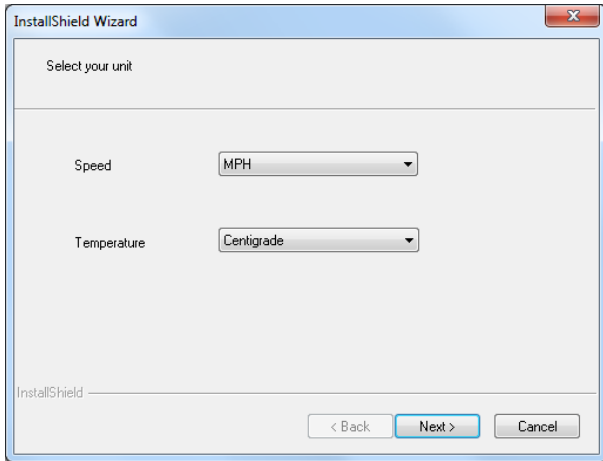 InstallShield Wizard
Select your unit
Speed MPH
Temperature Centigrade
InstallShield
< Back Next > Cancel